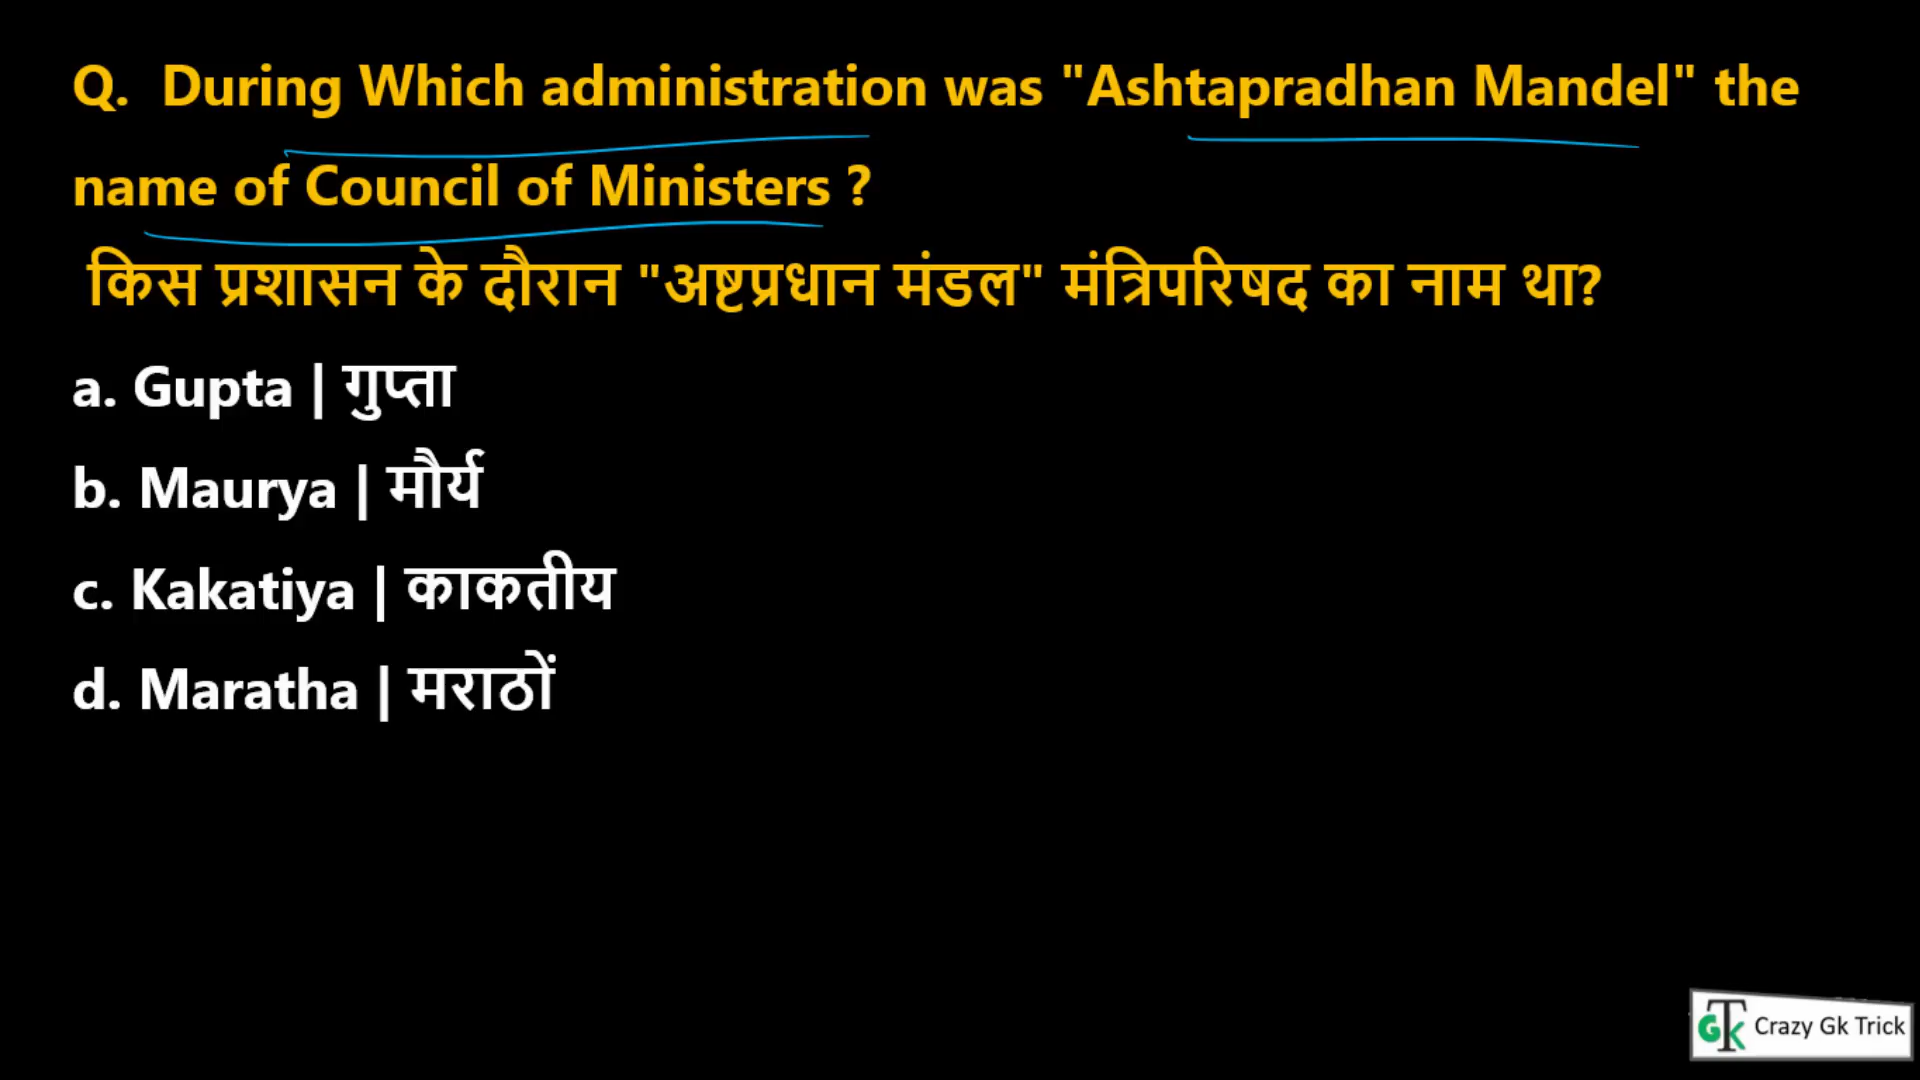 Q. During Which administration was "Ashtapradhan Mandel" the
name of Council of Ministers ?
किस प्रशासन के दौरान "अष्टप्रधान मंडल" मंत्रिपरिषद का नाम था?
a. Gupta | गुप्ता
b. Maurya | मौर्य
c. Kakatiya | काकतीय
d. Maratha | मराठों
GTK Crazy Gk Trick